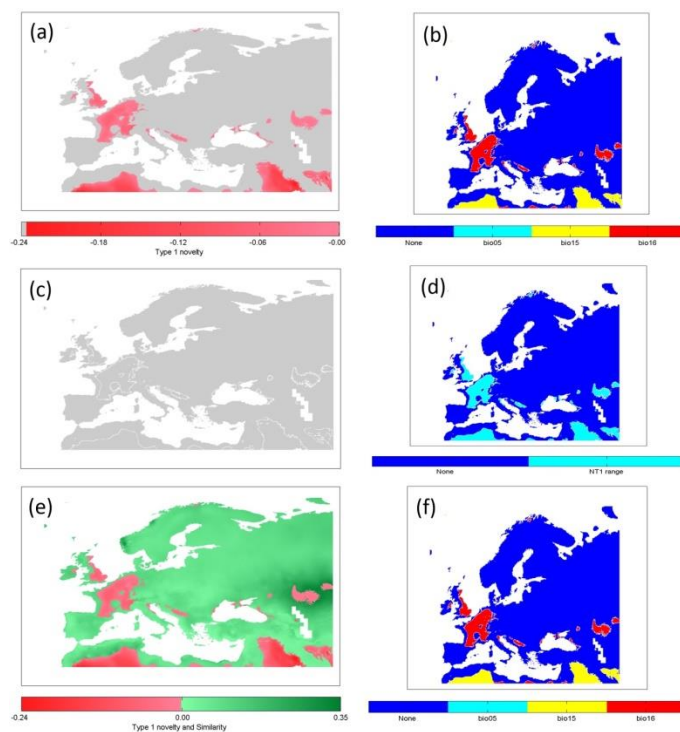 (a)
-0.24 -0.18 -0.12 -0.06 -0.00
Type 1 novelty
(b)
None bio05 bio15 bio16
(c)
(d)
None NT1 range
(e)
-0.24 0.00 0.35
Type 1 novelty and Similarity
(f)
None bio05 bio15 bio16